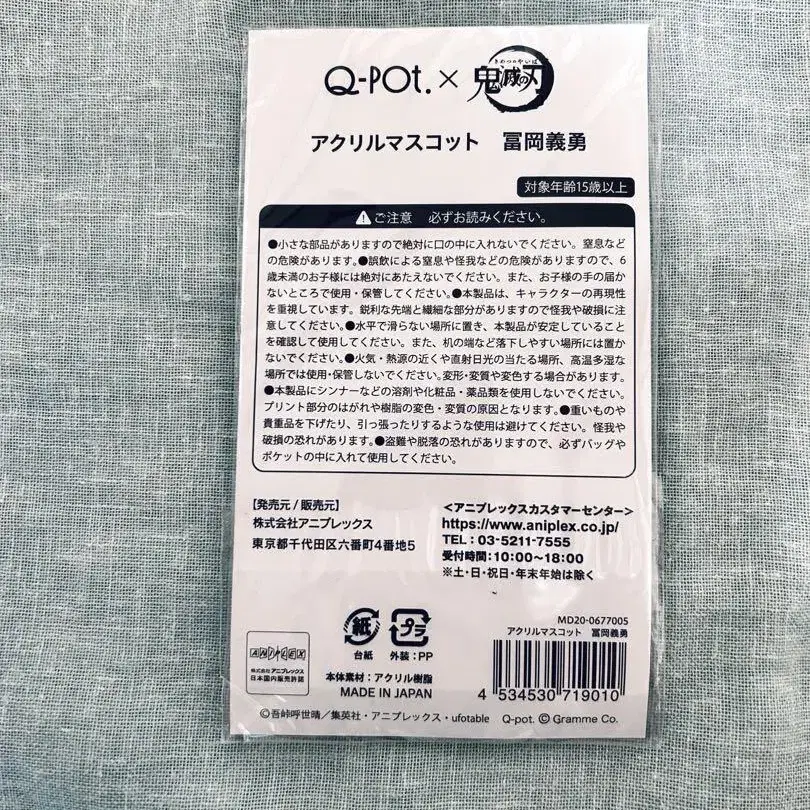 Q-pot. × 鬼滅の刃
きめつのやいば
アクリルマスコット　冨岡義勇
対象年齢15歳以上
ご注意　必ずお読みください。
●小さな部品がありますので絶対に口の中に入れないでください。窒息など
の危険があります。●誤飲による窒息や怪我などの危険がありますので、6
歳未満のお子様には絶対にあたえないでください。また、お子様の手の届か
ないところで使用・保管してください。●本製品は、キャラクターの再現性
を重視しています。鋭利な先端と繊細な部分がありますので怪我や破損に注
意してください。●水平で滑らない場所に置き、本製品が安定していること
を確認して使用してください。また、机の端など落下しやすい場所には置か
ないでください。●火気・熱源の近くや直射日光の当たる場所、高温多湿な
場所では使用・保管しないでください。変形・変質や変色する場合があります。
●本製品にシンナーなどの溶剤や化粧品・薬品類を使用しないでください。
プリント部分のはがれや樹脂の変色・変質の原因となります。●重いものや
貴重品を下げたり、引っ張ったりするような使用は避けてください。怪我や
破損の恐れがあります。●盗難や脱落の恐れがありますので、必ずバッグや
ポケットの中に入れて使用してください。
[発売元 / 販売元]
株式会社アニプレックス
東京都千代田区六番町4番地5
＜アニプレックスカスタマーセンター＞
https://www.aniplex.co.jp/
TEL：03-5211-7555
受付時間：10:00〜18:00
※土・日・祝日・年末年始は除く
ANIPLEX
株式会社アニプレックス
日本国内販売許諾
紙
台紙
プラ
外装：PP
本体素材：アクリル樹脂
MADE IN JAPAN
MD20-0677005
アクリルマスコット　冨岡義勇
4 534530 719010
©吾峠呼世晴／集英社・アニプレックス・ufotable　Q-pot. © Gramme Co.